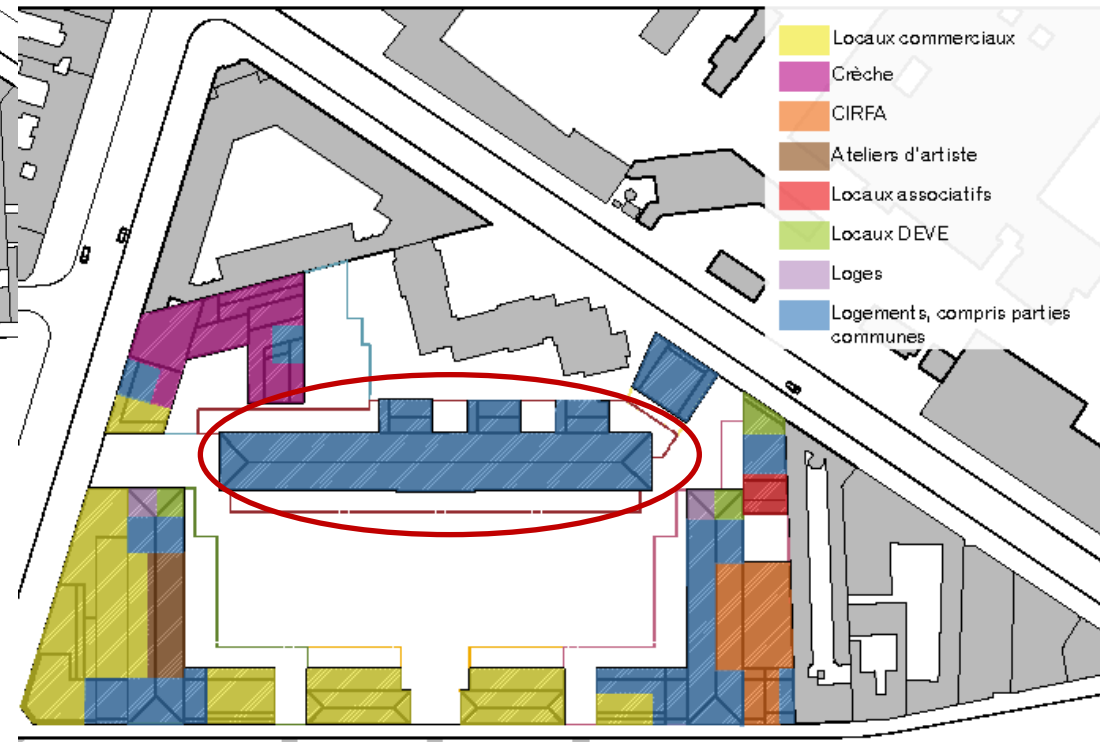 Locaux commerciaux
Crèche
CIRFA
Ateliers d'artiste
Locaux associatifs
Locaux DEVE
Loges
Logements, compris parties
communes